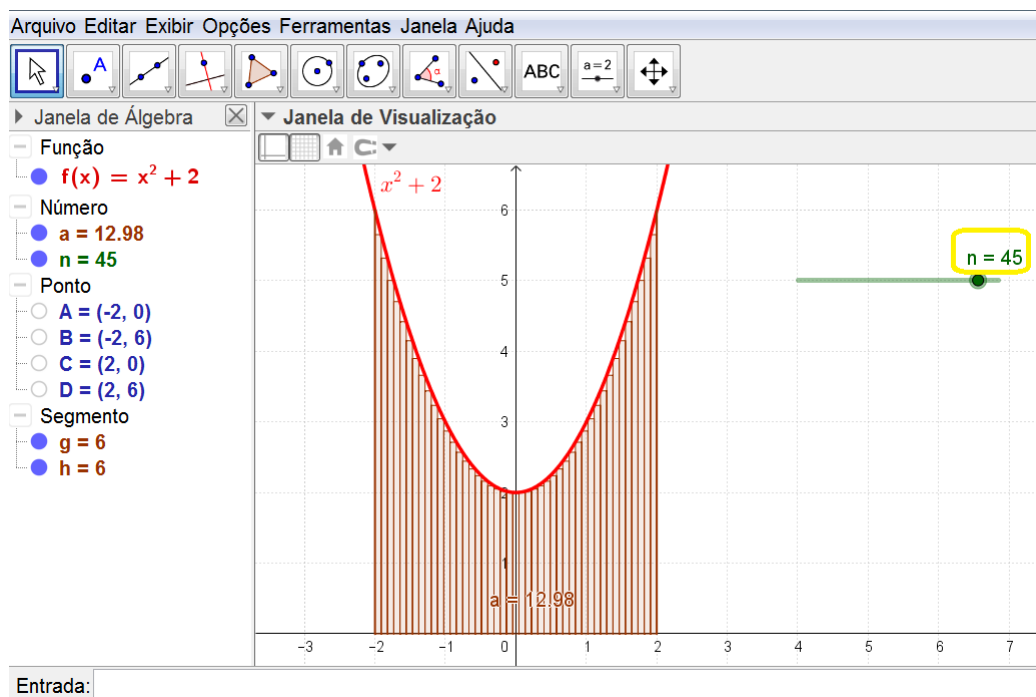 Arquivo Editar Exibir Opções Ferramentas Janela Ajuda
A α ABC a=2
Janela de Álgebra
Janela de Visualização
Função
f(x) = x² + 2
Número
a = 12.98
n = 45
Ponto
A = (-2, 0)
B = (-2, 6)
C = (2, 0)
D = (2, 6)
Segmento
g = 6
h = 6
x² + 2
n = 45
6
5
4
3
2
1
a = 12.98
-3 -2 -1 0 1 2 3 4 5 6 7
Entrada: